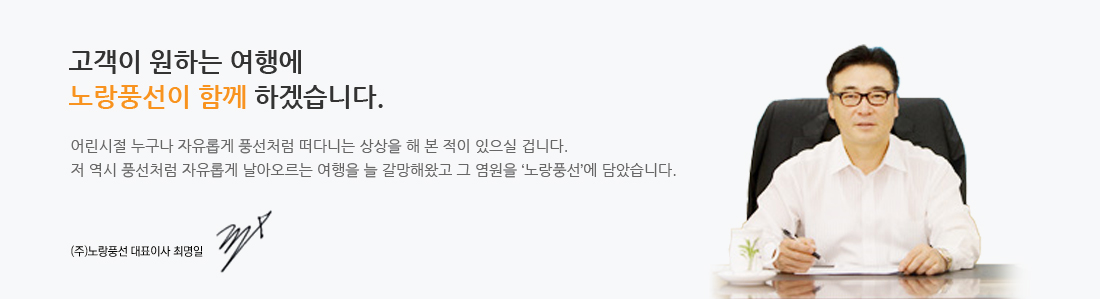 고객이 원하는 여행에
노랑풍선이 함께 하겠습니다.
어린시절 누구나 자유롭게 풍선처럼 떠다니는 상상을 해 본 적이 있으실 겁니다.
저 역시 풍선처럼 자유롭게 날아오르는 여행을 늘 갈망해왔고 그 염원을 ‘노랑풍선’에 담았습니다.
(주)노랑풍선 대표이사 최명일